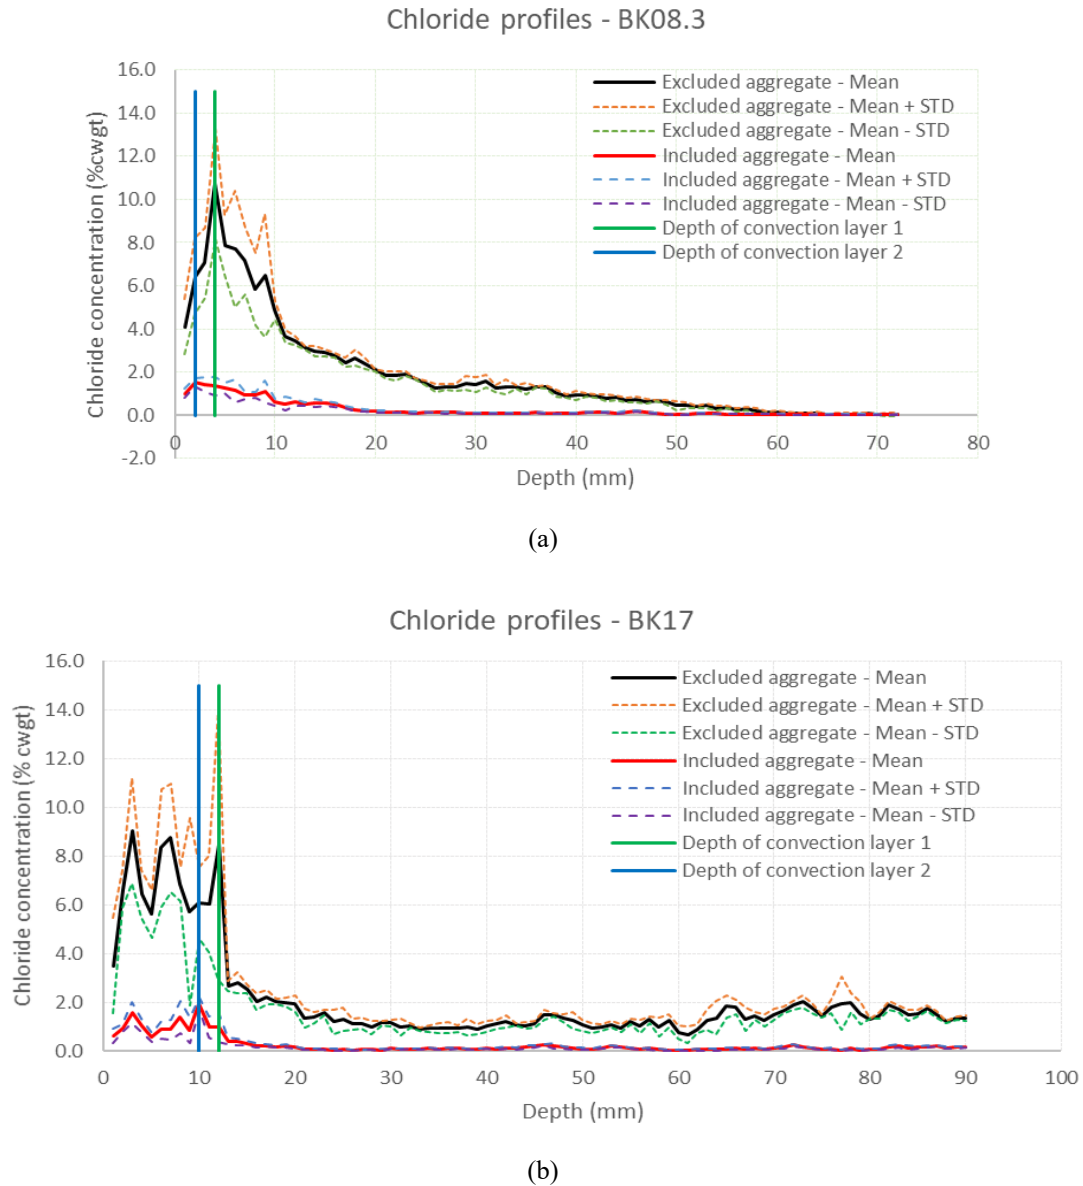 Chloride profiles - BK08.3
16.0
14.0
12.0
10.0
8.0
6.0
4.0
2.0
0.0
-2.0
Chloride concentration (%cwgt)
Excluded aggregate - Mean
Excluded aggregate - Mean + STD
Excluded aggregate - Mean - STD
Included aggregate - Mean
Included aggregate - Mean + STD
Included aggregate - Mean - STD
Depth of convection layer 1
Depth of convection layer 2
0 10 20 30 40 50 60 70 80
Depth (mm)
(a)
Chloride profiles - BK17
16.0
14.0
12.0
10.0
8.0
6.0
4.0
2.0
0.0
Chloride concentration (% cwgt)
Excluded aggregate - Mean
Excluded aggregate - Mean + STD
Excluded aggregate - Mean - STD
Included aggregate - Mean
Included aggregate - Mean + STD
Included aggregate - Mean - STD
Depth of convection layer 1
Depth of convection layer 2
0 10 20 30 40 50 60 70 80 90 100
Depth (mm)
(b)